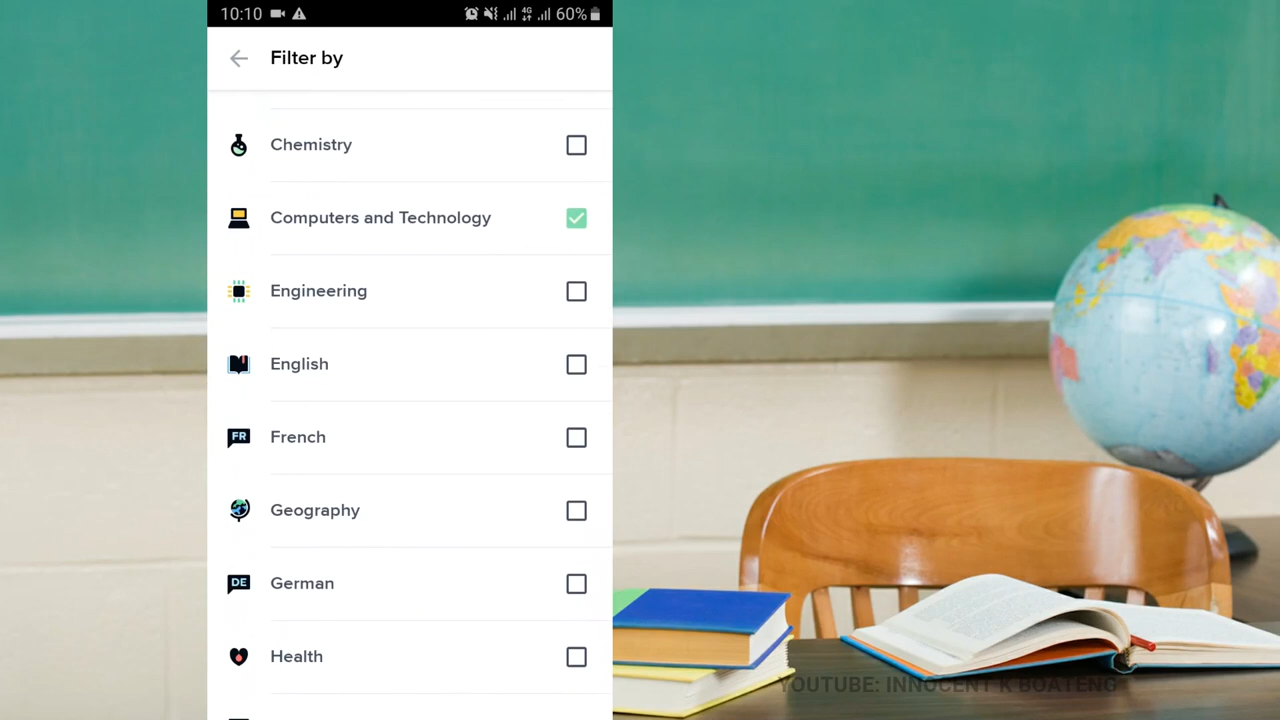 10:10 4G 60%
Filter by
Chemistry
Computers and Technology
Engineering
English
FR French
Geography
DE German
Health
YOUTUBE: INNOCENT K BOATENG